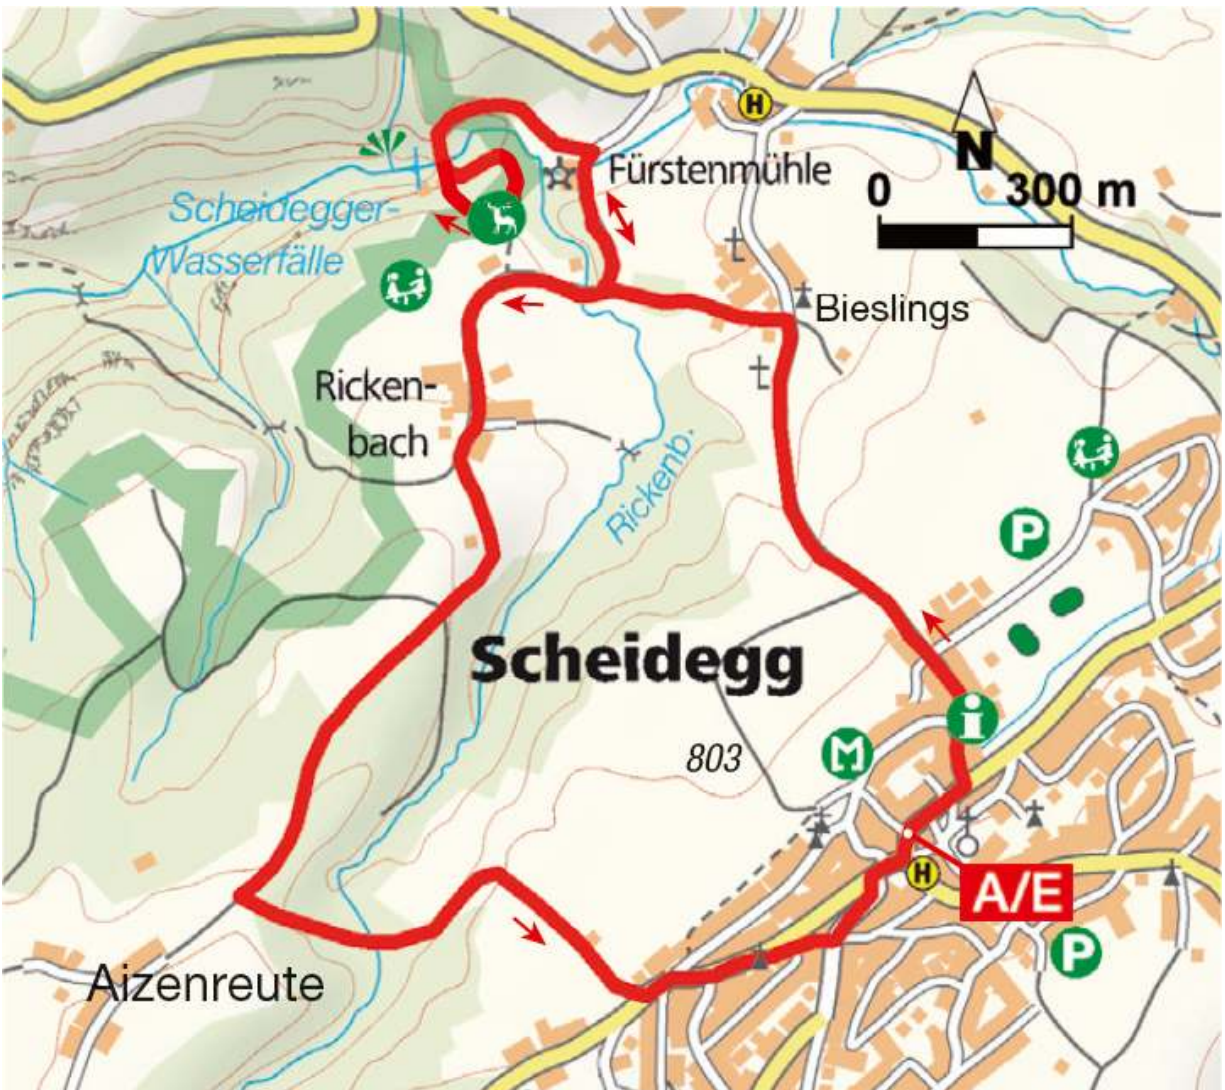 H
N
Fürstenmühle
0 300 m
Scheidegger-
Wasserfälle
Bieslings
Ricken-
bach
Rickenb.
P
Scheidegg
i
M
803
H
A/E
P
Aizenreute